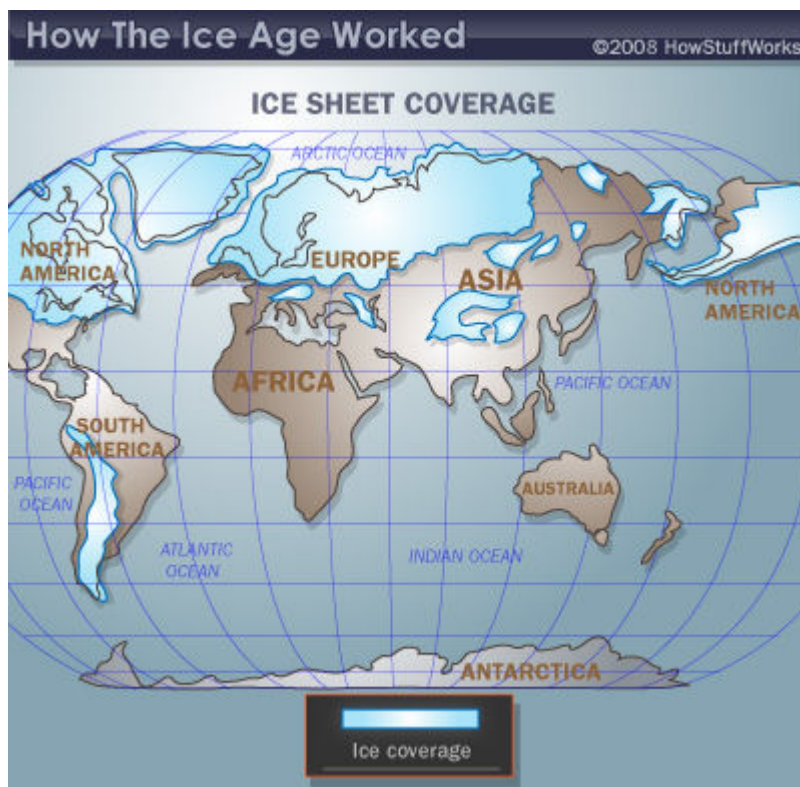 How The Ice Age Worked
©2008 HowStuffWorks
ICE SHEET COVERAGE
ARCTIC OCEAN
NORTH
AMERICA
EUROPE
ASIA
NORTH
AMERICA
AFRICA
PACIFIC OCEAN
SOUTH
AMERICA
PACIFIC
OCEAN
AUSTRALIA
ATLANTIC
OCEAN
INDIAN OCEAN
ANTARCTICA
Ice coverage